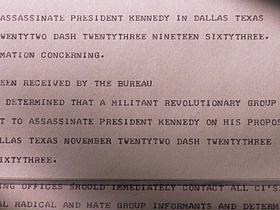 ASSASSINATE PRESIDENT KENNEDY IN DALLAS TEXAS
WENTYTWO DASH TWENTYTHREE NINETEEN SIXTYTHREE.
MATION CONCERNING.
EEN RECEIVED BY THE BUREAU
DETERMINED THAT A MILITANT REVOLUTIONARY GROUP
T TO ASSASSINATE PRESIDENT KENNEDY ON HIS PROPOS
LLAS TEXAS NOVEMBER TWENTYTWO DASH TWENTYTHREE
IXTYTHREE.
NG OFFICES SHOULD IMMEDIATELY CONTACT ALL CI'S
AL RADICAL AND HATE GROUP INFORMANTS AND DETERM